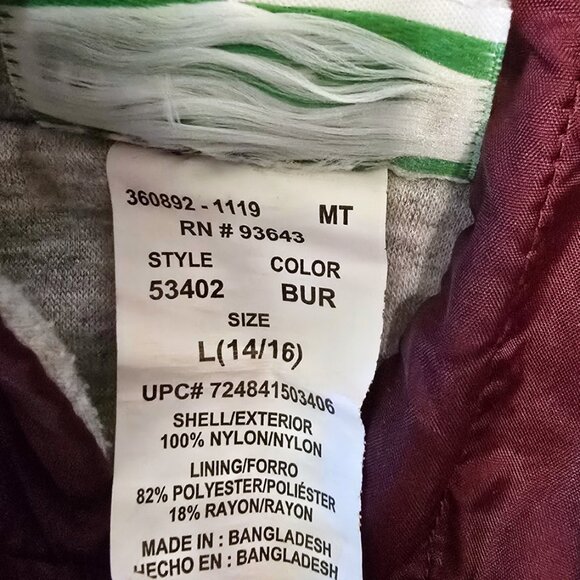 360892 - 1119 MT
RN # 93643
STYLE COLOR
53402 BUR
SIZE
L(14/16)
UPC# 724841503406
SHELL/EXTERIOR
100% NYLON/NYLON
LINING/FORRO
82% POLYESTER/POLIÉSTER
18% RAYON/RAYON
MADE IN : BANGLADESH
HECHO EN : BANGLADESH